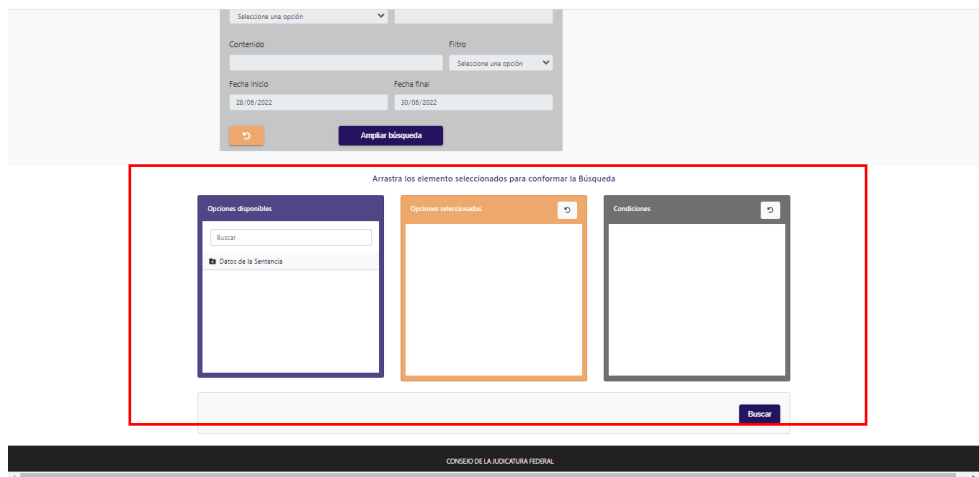 Seleccione una opción
Contenido
Filtro
Seleccione una opción
Fecha Inicio
Fecha final
28/06/2022
30/06/2022
Ampliar búsqueda
Arrastra los elemento seleccionados para conformar la Búsqueda
Opciones disponibles
Opciones seleccionadas
Condiciones
Buscar
Datos de la Sentencia
Buscar
CONSEJO DE LA JUDICATURA FEDERAL